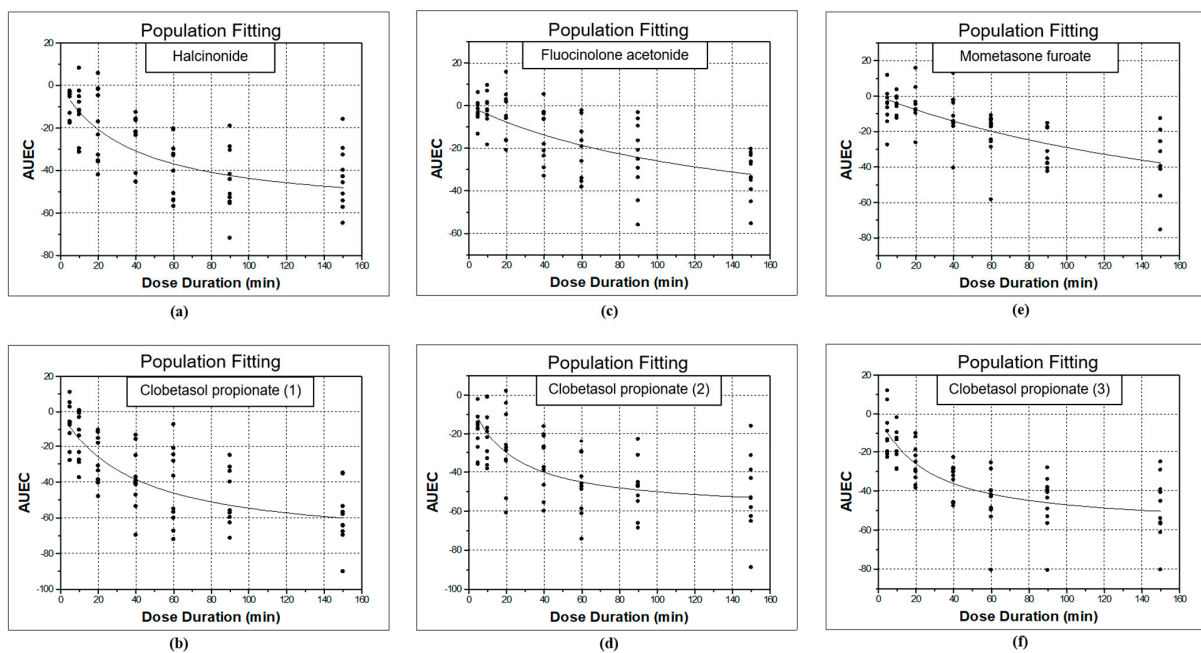 Population Fitting
Halcinonide
20
0
-20
-40
-60
-80
AUEC
0 20 40 60 80 100 120 140 160
Dose Duration (min)
(a)
Population Fitting
Fluocinolone acetonide
30
20
10
0
-10
-20
-30
-40
-50
-60
AUEC
0 20 40 60 80 100 120 140 160
Dose Duration (min)
(c)
Population Fitting
Mometasone furoate
20
0
-20
-40
-60
-80
AUEC
0 20 40 60 80 100 120 140 160
Dose Duration (min)
(e)
Population Fitting
Clobetasol propionate (1)
20
0
-20
-40
-60
-80
-100
AUEC
0 20 40 60 80 100 120 140 160
Dose Duration (min)
(b)
Population Fitting
Clobetasol propionate (2)
0
-20
-40
-60
-80
-100
AUEC
0 20 40 60 80 100 120 140 160
Dose Duration (min)
(d)
Population Fitting
Clobetasol propionate (3)
20
0
-20
-40
-60
-80
AUEC
0 20 40 60 80 100 120 140 160
Dose Duration (min)
(f)